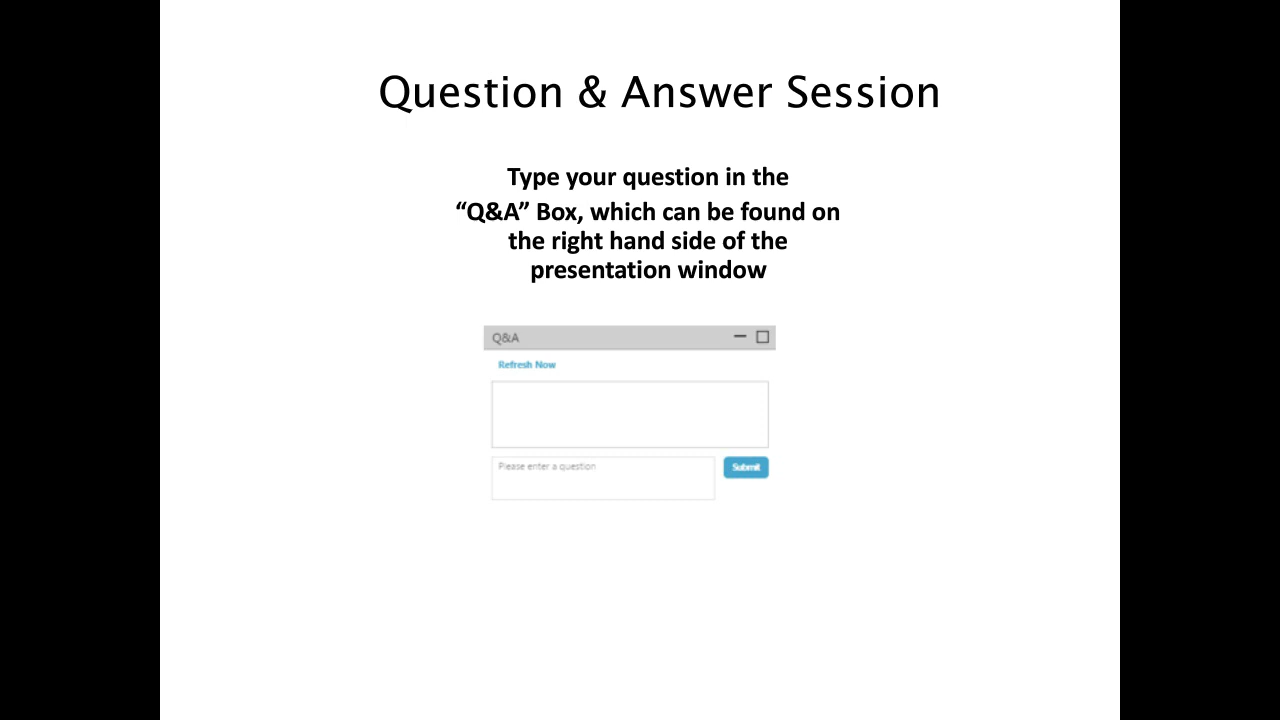 Question & Answer Session
Type your question in the
“Q&A” Box, which can be found on
the right hand side of the
presentation window
Q&A
Refresh Now
Please enter a question
Submit